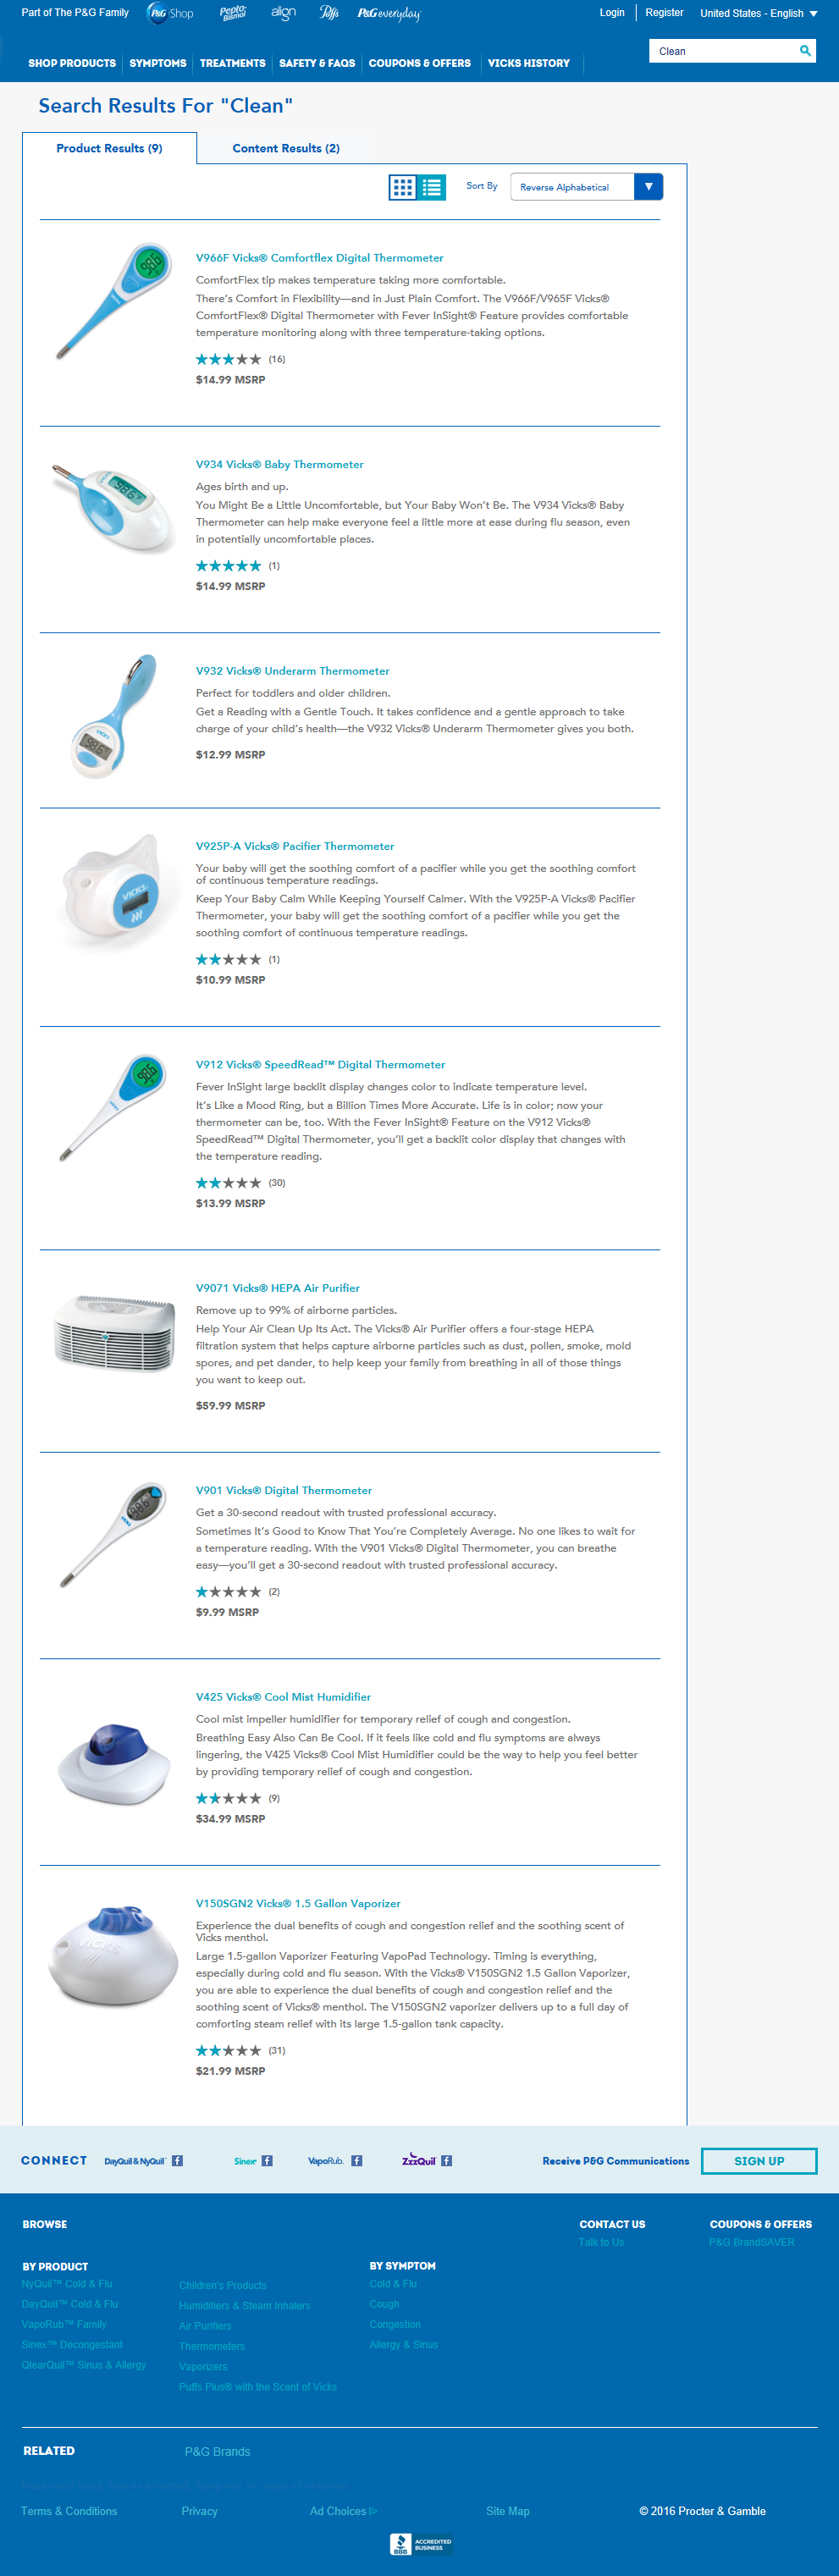 Part of The P&G Family
P&G Shop
Pepto-Bismol
align
Puffs
P&G everyday
Login
Register
United States - English
SHOP PRODUCTS
SYMPTOMS
TREATMENTS
SAFETY & FAQS
COUPONS & OFFERS
VICKS HISTORY
Clean
Search Results For "Clean"
Product Results (9)
Content Results (2)
Sort By
Reverse Alphabetical
V966F Vicks® Comfortflex Digital Thermometer
ComfortFlex tip makes temperature taking more comfortable.
There's Comfort in Flexibility—and in Just Plain Comfort. The V966F/V965F Vicks®
ComfortFlex® Digital Thermometer with Fever InSight® Feature provides comfortable
temperature monitoring along with three temperature-taking options.
(16)
$14.99 MSRP
V934 Vicks® Baby Thermometer
Ages birth and up.
You Might Be a Little Uncomfortable, but Your Baby Won't Be. The V934 Vicks® Baby
Thermometer can help make everyone feel a little more at ease during flu season, even
in potentially uncomfortable places.
(1)
$14.99 MSRP
V932 Vicks® Underarm Thermometer
Perfect for toddlers and older children.
Get a Reading with a Gentle Touch. It takes confidence and a gentle approach to take
charge of your child's health—the V932 Vicks® Underarm Thermometer gives you both.
$12.99 MSRP
V925P-A Vicks® Pacifier Thermometer
Your baby will get the soothing comfort of a pacifier while you get the soothing comfort
of continuous temperature readings.
Keep Your Baby Calm While Keeping Yourself Calmer. With the V925P-A Vicks® Pacifier
Thermometer, your baby will get the soothing comfort of a pacifier while you get the
soothing comfort of continuous temperature readings.
(1)
$10.99 MSRP
V912 Vicks® SpeedRead™ Digital Thermometer
Fever InSight large backlit display changes color to indicate temperature level.
It's Like a Mood Ring, but a Billion Times More Accurate. Life is in color; now your
thermometer can be, too. With the Fever InSight® Feature on the V912 Vicks®
SpeedRead™ Digital Thermometer, you'll get a backlit color display that changes with
the temperature reading.
(30)
$13.99 MSRP
V9071 Vicks® HEPA Air Purifier
Remove up to 99% of airborne particles.
Help Your Air Clean Up Its Act. The Vicks® Air Purifier offers a four-stage HEPA
filtration system that helps capture airborne particles such as dust, pollen, smoke, mold
spores, and pet dander, to help keep your family from breathing in all of those things
you want to keep out.
$59.99 MSRP
V901 Vicks® Digital Thermometer
Get a 30-second readout with trusted professional accuracy.
Sometimes It's Good to Know That You're Completely Average. No one likes to wait for
a temperature reading. With the V901 Vicks® Digital Thermometer, you can breathe
easy—you'll get a 30-second readout with trusted professional accuracy.
(2)
$9.99 MSRP
V425 Vicks® Cool Mist Humidifier
Cool mist impeller humidifier for temporary relief of cough and congestion.
Breathing Easy Also Can Be Cool. If it feels like cold and flu symptoms are always
lingering, the V425 Vicks® Cool Mist Humidifier could be the way to help you feel better
by providing temporary relief of cough and congestion.
(9)
$34.99 MSRP
V150SGN2 Vicks® 1.5 Gallon Vaporizer
Experience the dual benefits of cough and congestion relief and the soothing scent of
Vicks menthol.
Large 1.5-gallon Vaporizer Featuring VapoPad Technology. Timing is everything,
especially during cold and flu season. With the Vicks® V150SGN2 1.5 Gallon Vaporizer,
you are able to experience the dual benefits of cough and congestion relief and the
soothing scent of Vicks® menthol. The V150SGN2 vaporizer delivers up to a full day of
comforting steam relief with its large 1.5-gallon tank capacity.
(31)
$21.99 MSRP
CONNECT
DayQuil & NyQuil
Sinex
VapoRub
ZzzQuil
Receive P&G Communications
SIGN UP
BROWSE
CONTACT US
Talk to Us
COUPONS & OFFERS
P&G BrandSAVER
BY PRODUCT
NyQuil™ Cold & Flu
DayQuil™ Cold & Flu
VapoRub™ Family
Sinex™ Decongestant
QlearQuil™ Sinus & Allergy
Children's Products
Humidifiers & Steam Inhalers
Air Purifiers
Thermometers
Vaporizers
Puffs Plus® with the Scent of Vicks
BY SYMPTOM
Cold & Flu
Cough
Congestion
Allergy & Sinus
RELATED
P&G Brands
Terms & Conditions
Privacy
Ad Choices
Site Map
© 2016 Procter & Gamble
BBB
ACCREDITED
BUSINESS